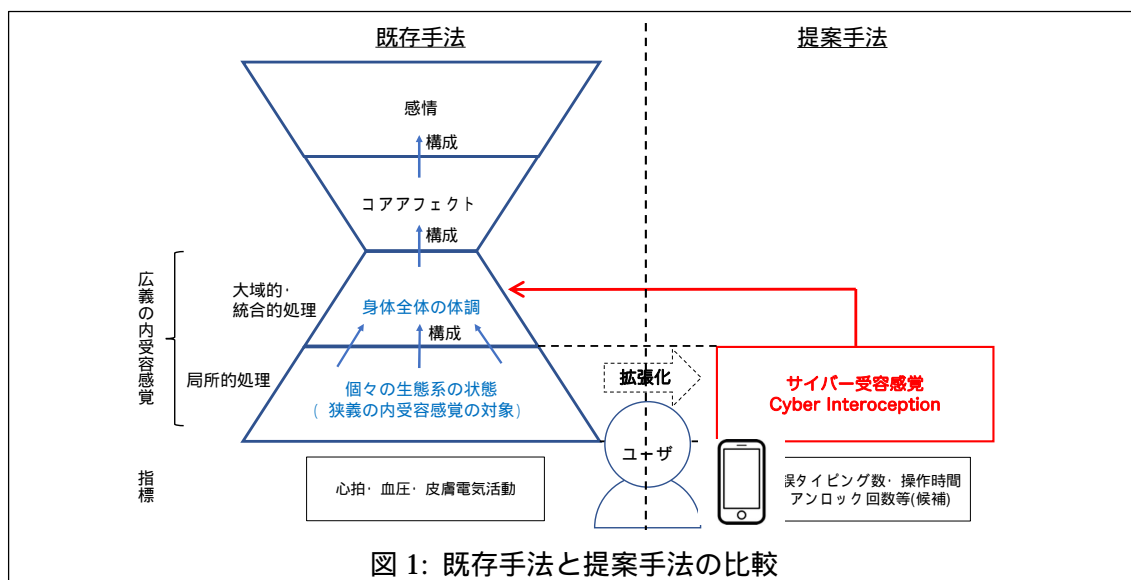 既存手法
提案手法
感情
構成
コアアフェクト
構成
広義の内受容感覚
大域的・
統合的処理
身体全体の体調
構成
局所的処理
個々の生態系の状態
( 狭義の内受容感覚の対象)
拡張化
サイバー受容感覚
Cyber Interoception
ユーザ
指標
心拍・血圧・皮膚電気活動
誤タイピング数・操作時間
アンロック回数等(候補)
図 1: 既存手法と提案手法の比較